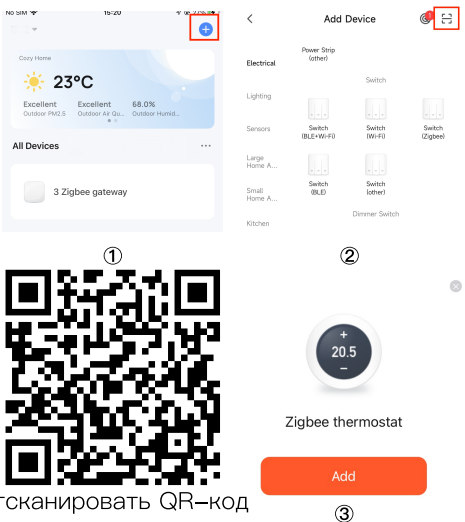 No SIM
15:20
Cozy Home
23°C
Excellent
Outdoor PM2.5
Excellent
Outdoor Air Qu...
68.0%
Outdoor Humid...
All Devices
...
3 Zigbee gateway
①
Add Device
Electrical
Lighting
Sensors
Large
Home A...
Small
Home A...
Kitchen
Power Strip
(other)
Switch
Switch
(BLE+Wi-Fi)
Switch
(Wi-Fi)
Switch
(Zigbee)
Switch
(BLE)
Switch
(other)
Dimmer Switch
②
тсканировать QR-код
+
20.5
−
Zigbee thermostat
Add
③